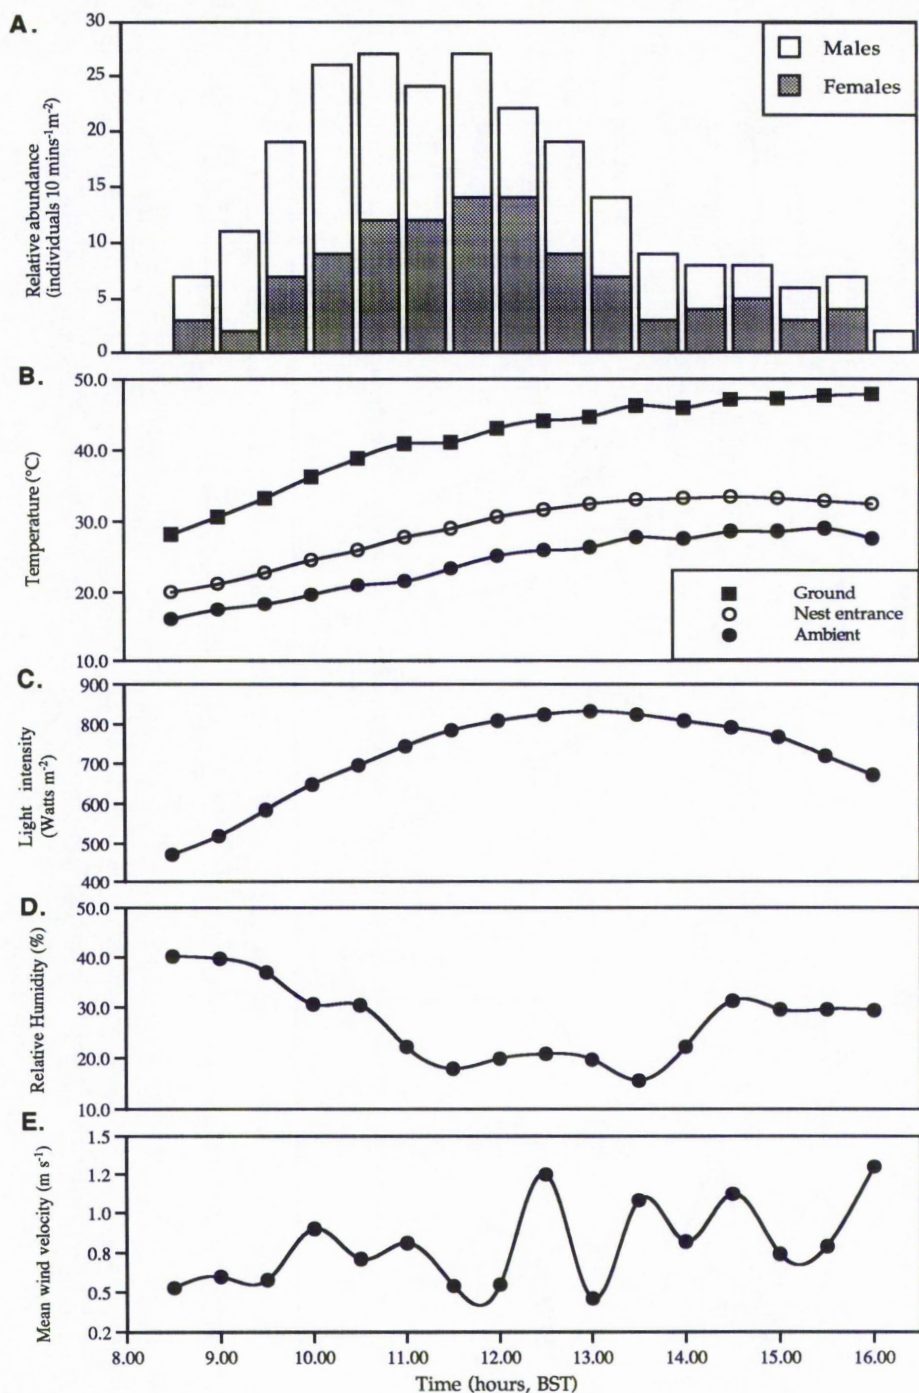 A.
30
25
20
15
10
5
0
Relative abundance
(individuals 10 mins⁻¹m⁻²)
Males
Females
B.
50.0
40.0
30.0
20.0
10.0
Temperature (°C)
Ground
Nest entrance
Ambient
C.
900
800
700
600
500
400
Light intensity
(Watts m⁻²)
D.
50.0
40.0
30.0
20.0
10.0
Relative Humidity (%)
E.
1.5
1.2
1.0
0.8
0.5
0.2
Mean wind velocity (m s⁻¹)
8.00 9.00 10.00 11.00 12.00 13.00 14.00 15.00 16.00
Time (hours, BST)